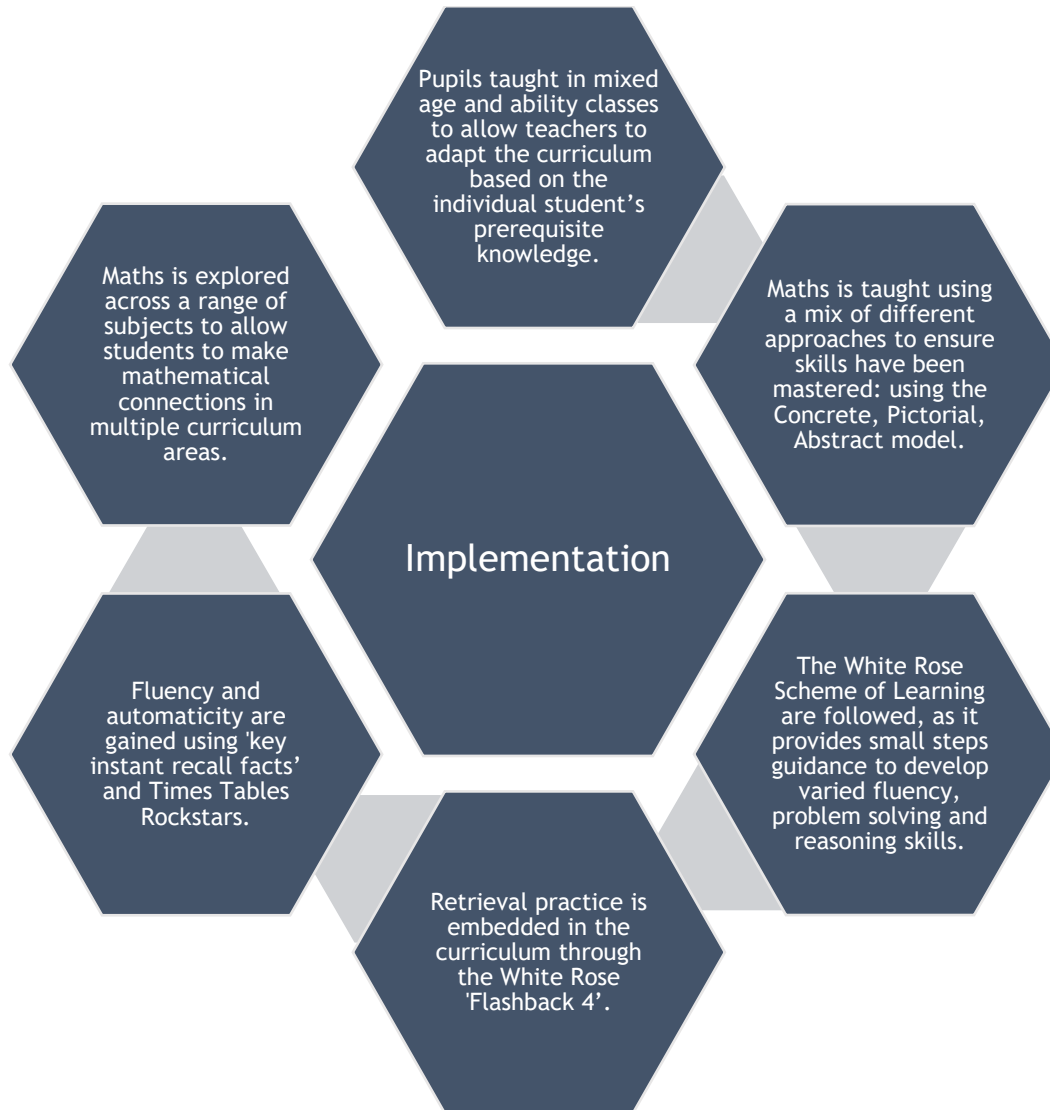 Pupils taught in mixed
age and ability classes
to allow teachers to
adapt the curriculum
based on the
individual student’s
prerequisite
knowledge.
Maths is taught using
a mix of different
approaches to ensure
skills have been
mastered: using the
Concrete, Pictorial,
Abstract model.
The White Rose
Scheme of Learning
are followed, as it
provides small steps
guidance to develop
varied fluency,
problem solving and
reasoning skills.
Retrieval practice is
embedded in the
curriculum through
the White Rose
'Flashback 4’.
Fluency and
automaticity are
gained using 'key
instant recall facts’
and Times Tables
Rockstars.
Maths is explored
across a range of
subjects to allow
students to make
mathematical
connections in
multiple curriculum
areas.
Implementation